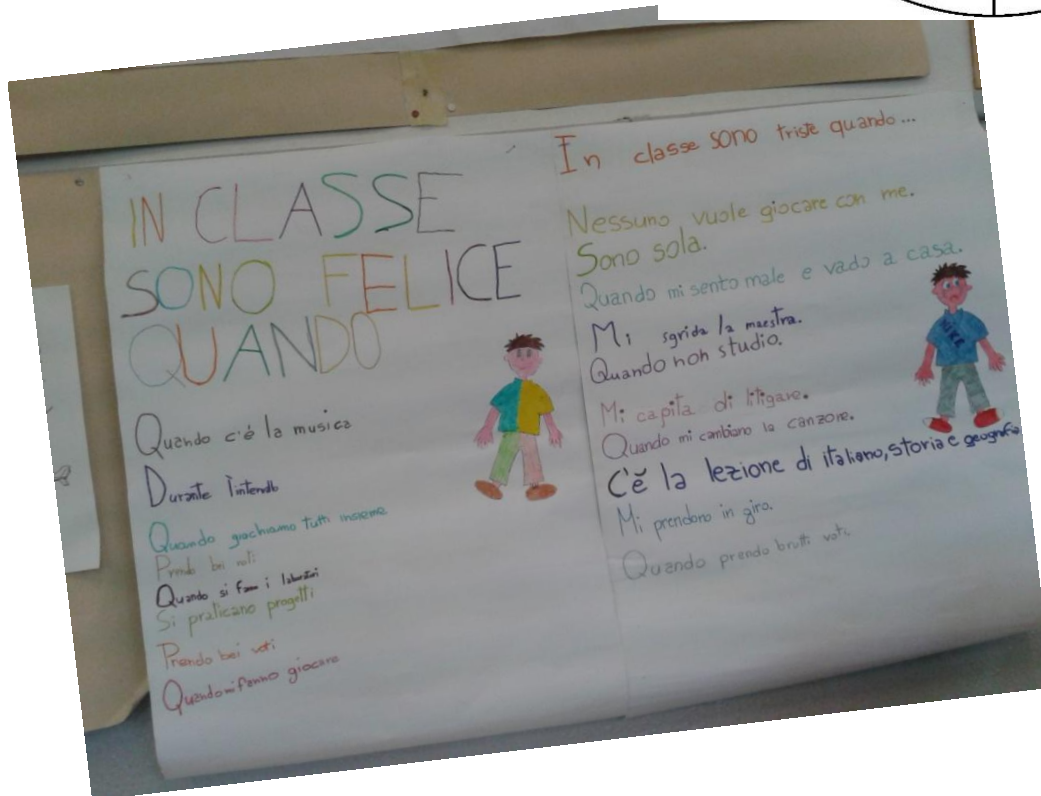 IN CLASSE
SONO FELICE
QUANDO
Quando c'é la musica
Durante l'intendo
Quando giochiamo tutti insieme
Prendo bei voti
Quando si fanno i laboratori
Si praticano progetti
Prendo bei voti
Quando mi fanno giocare
In classe sono triste quando...
Nessuno vuole giocare con me.
Sono sola.
Quando mi sento male e vado a casa.
Mi sgrida la maestra.
Quando non studio.
Mi capita di litigare.
Quando mi cambiano la canzone.
C'è la lezione di italiano, storia e geografia
Mi prendono in giro.
Quando prendo brutti voti.
NIKE